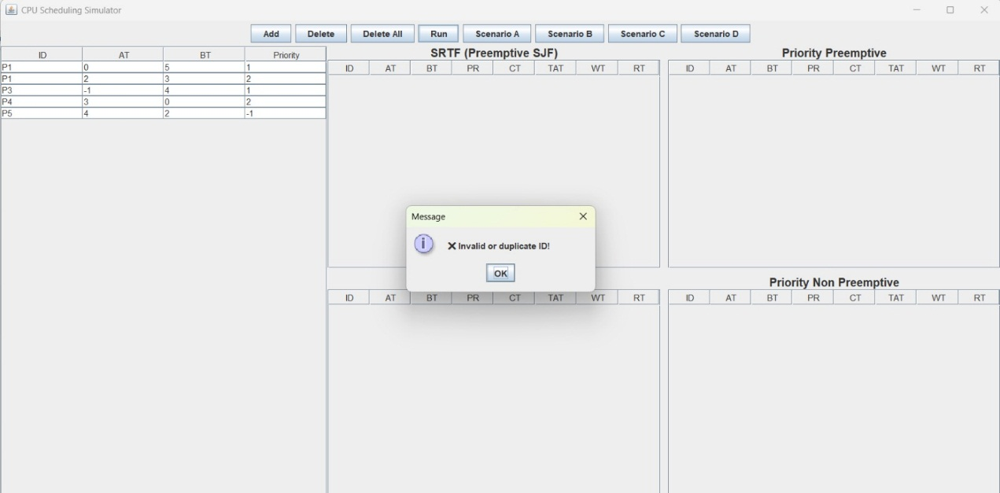 CPU Scheduling Simulator
Add Delete Delete All Run Scenario A Scenario B Scenario C Scenario D
ID AT BT Priority
P1 0 5 1
P1 2 3 2
P3 -1 4 1
P4 3 0 2
P5 4 2 -1
SRTF (Preemptive SJF)
ID AT BT PR CT TAT WT RT
Priority Preemptive
ID AT BT PR CT TAT WT RT
Message
Invalid or duplicate ID!
OK
ID AT BT PR CT TAT WT RT
Priority Non Preemptive
ID AT BT PR CT TAT WT RT